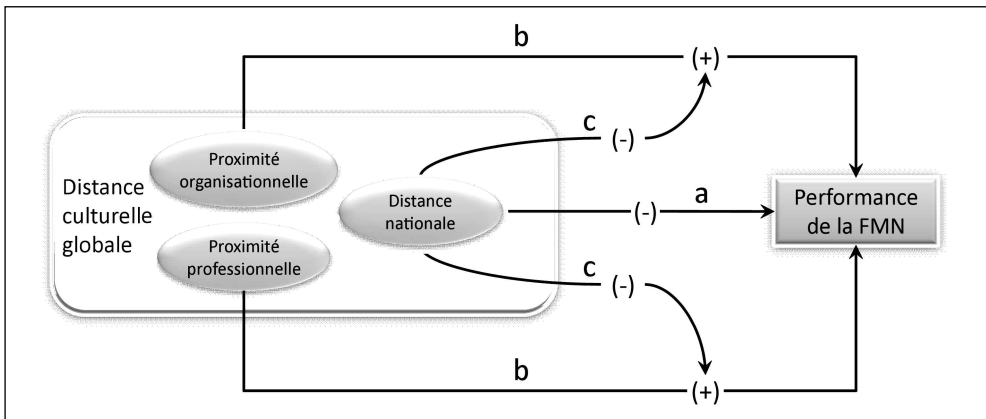 b
(+)
c
(-)
Proximité
organisationnelle
Distance
culturelle
globale
Distance
nationale
(-)
a
Performance
de la FMN
Proximité
professionnelle
c
(-)
b
(+)